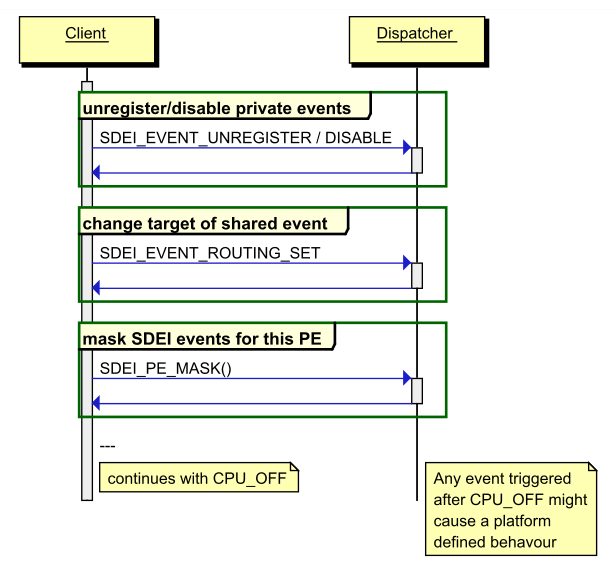 Client
Dispatcher
unregister/disable private events
SDEI_EVENT_UNREGISTER / DISABLE
change target of shared event
SDEI_EVENT_ROUTING_SET
mask SDEI events for this PE
SDEI_PE_MASK()
---
continues with CPU_OFF
Any event triggered
after CPU_OFF might
cause a platform
defined behavour